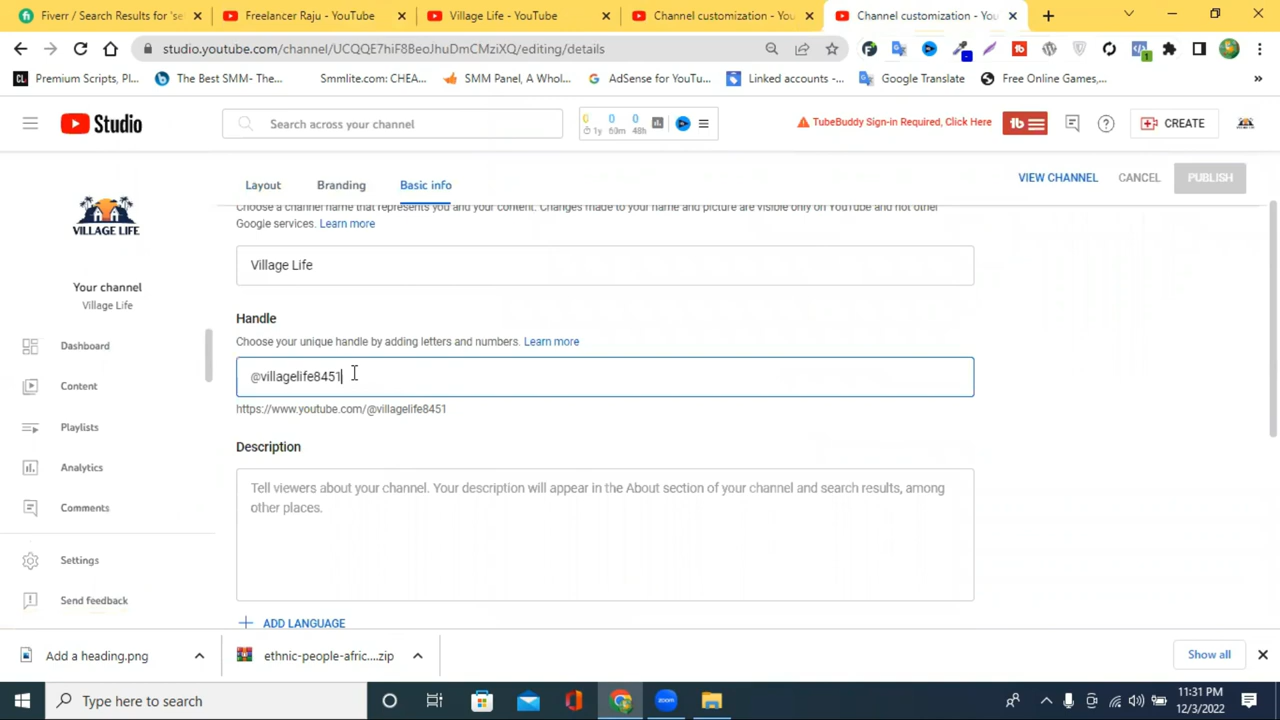 Fiverr / Search Results for 'se
Freelancer Raju - YouTube
Village Life - YouTube
Channel customization - You
Channel customization - You
studio.youtube.com/channel/UCQQE7hiF8BeoJhuDmCMziXQ/editing/details
Premium Scripts, Pl...
The Best SMM- The...
Smmlite.com: CHEA...
SMM Panel, A Whol...
AdSense for YouTu...
Linked accounts -...
Google Translate
Free Online Games,...
Studio
Search across your channel
0 0 0
1y 60m 48h
TubeBuddy Sign-in Required, Click Here
CREATE
VILLAGE LIFE
Your channel
Village Life
Dashboard
Content
Playlists
Analytics
Comments
Settings
Send feedback
Layout
Branding
Basic info
VIEW CHANNEL
CANCEL
PUBLISH
Choose a channel name that represents you and your content. Changes made to your name and picture are visible only on YouTube and not other
Google services. Learn more
Village Life
Handle
Choose your unique handle by adding letters and numbers. Learn more
@villagelife8451
https://www.youtube.com/@villagelife8451
Description
Tell viewers about your channel. Your description will appear in the About section of your channel and search results, among
other places.
ADD LANGUAGE
Add a heading.png
ethnic-people-afric....zip
Show all
Type here to search
11:31 PM
12/3/2022